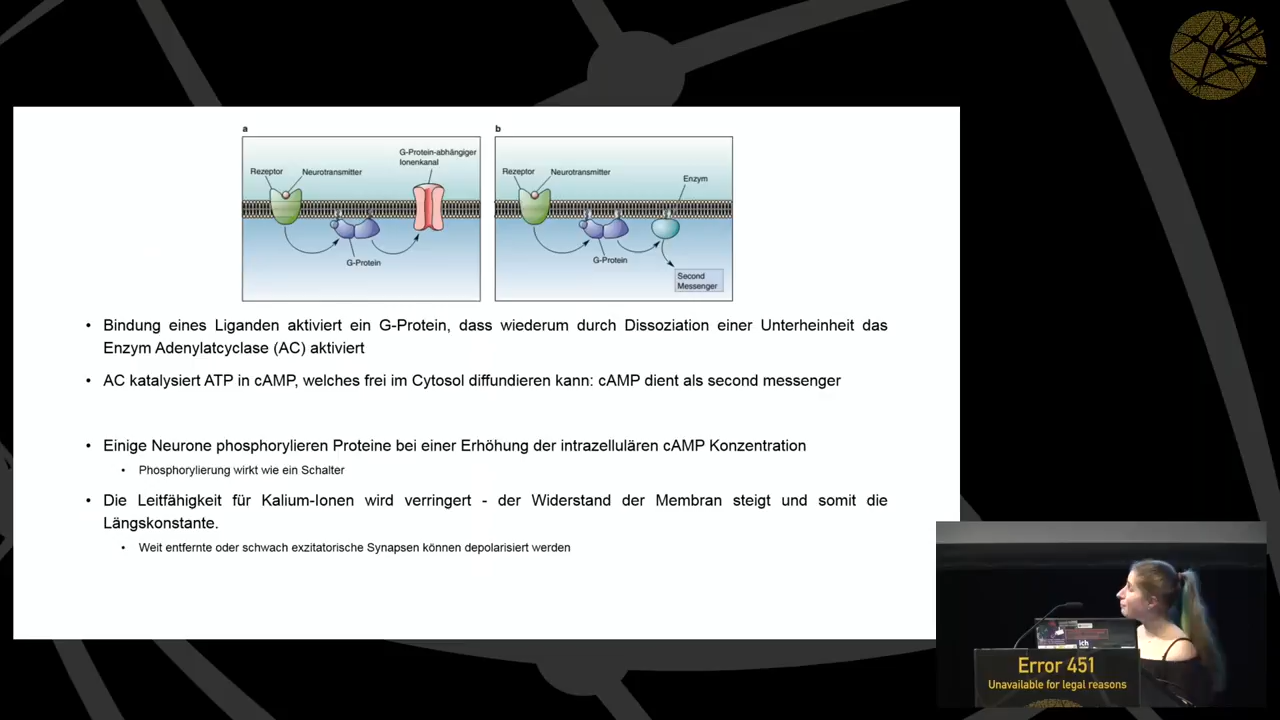 a
b
G-Protein-abhängiger
Ionenkanal
Rezeptor
Neurotransmitter
G-Protein
Rezeptor
Neurotransmitter
Enzym
G-Protein
Second
Messenger
• Bindung eines Liganden aktiviert ein G-Protein, dass wiederum durch Dissoziation einer Unterheinheit das
Enzym Adenylatcyclase (AC) aktiviert
• AC katalysiert ATP in cAMP, welches frei im Cytosol diffundieren kann: cAMP dient als second messenger
• Einige Neurone phosphorylieren Proteine bei einer Erhöhung der intrazellulären cAMP Konzentration
• Phosphorylierung wirkt wie ein Schalter
• Die Leitfähigkeit für Kalium-Ionen wird verringert - der Widerstand der Membran steigt und somit die
Längskonstante.
• Weit entfernte oder schwach exzitatorische Synapsen können depolarisiert werden
ich
Error 451
Unavailable for legal reasons